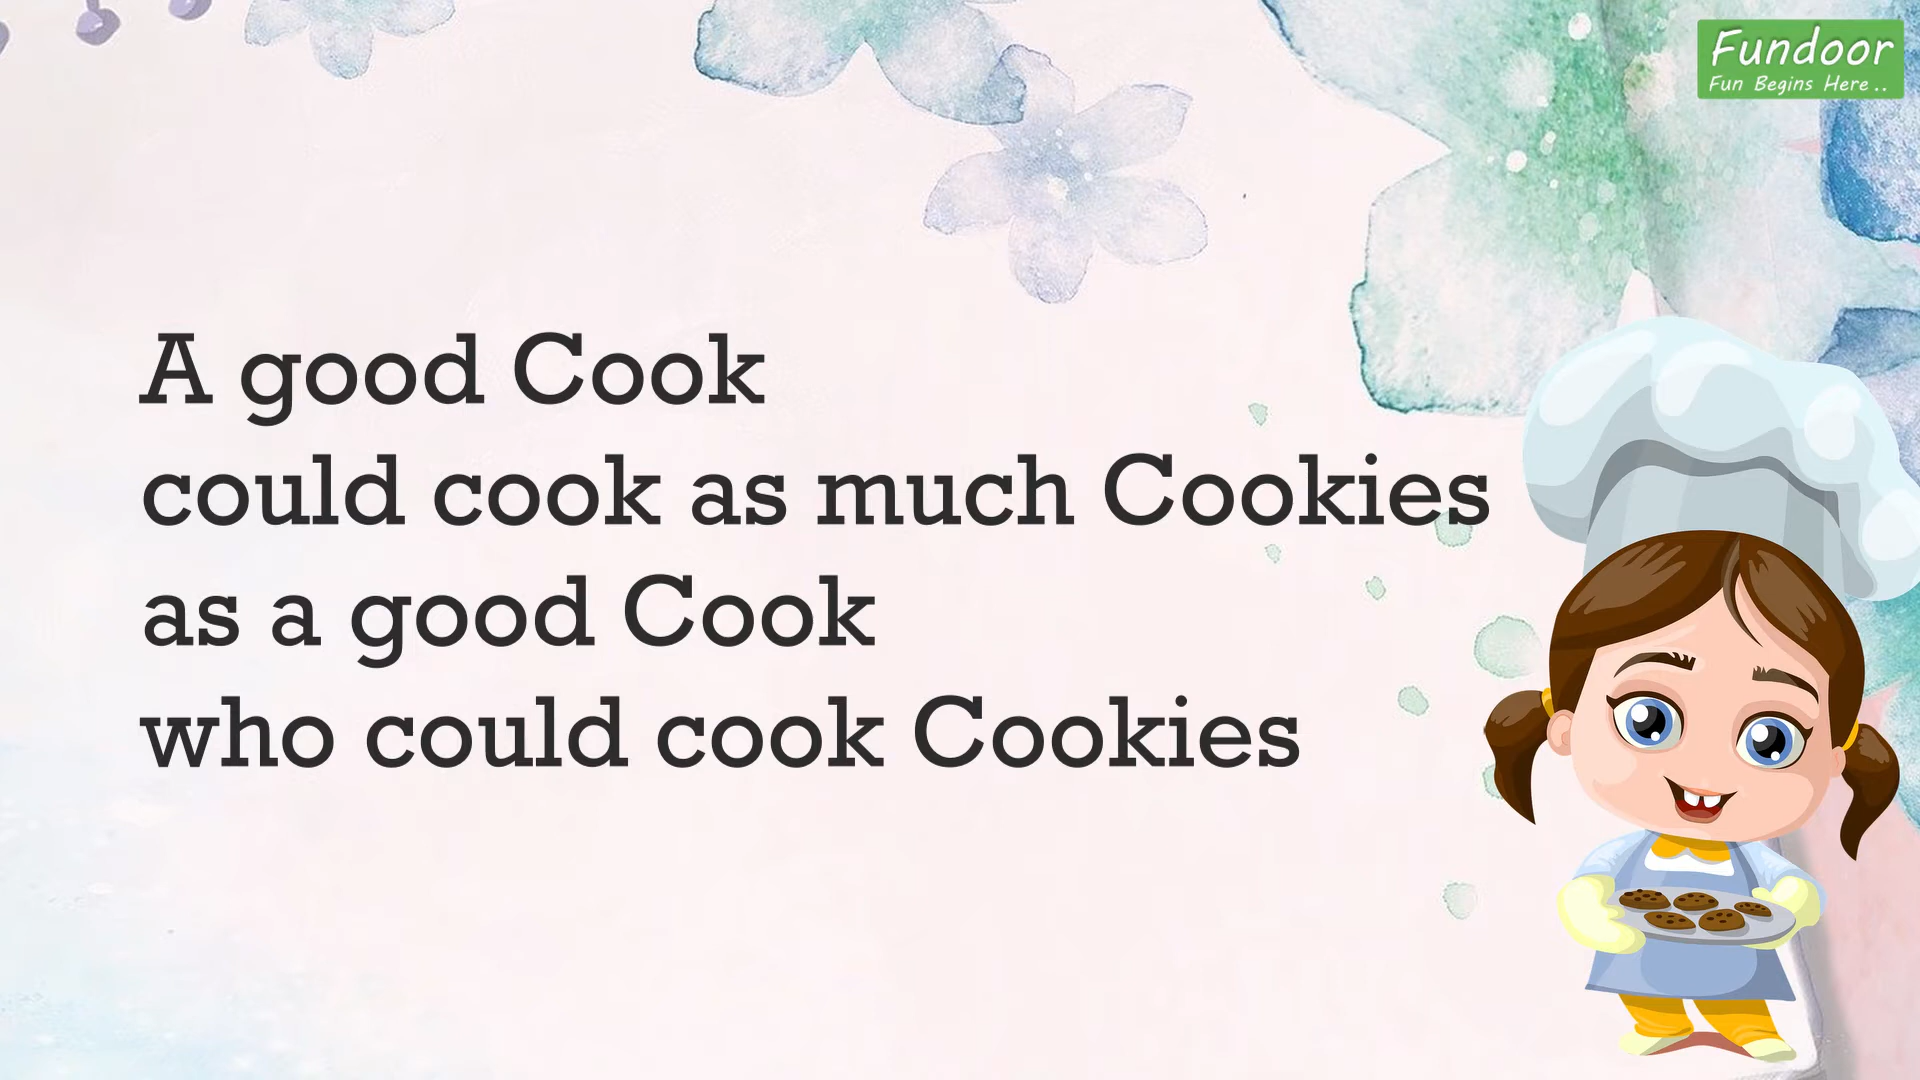 Fundoor
Fun Begins Here..
A good Cook
could cook as much Cookies
as a good Cook
who could cook Cookies